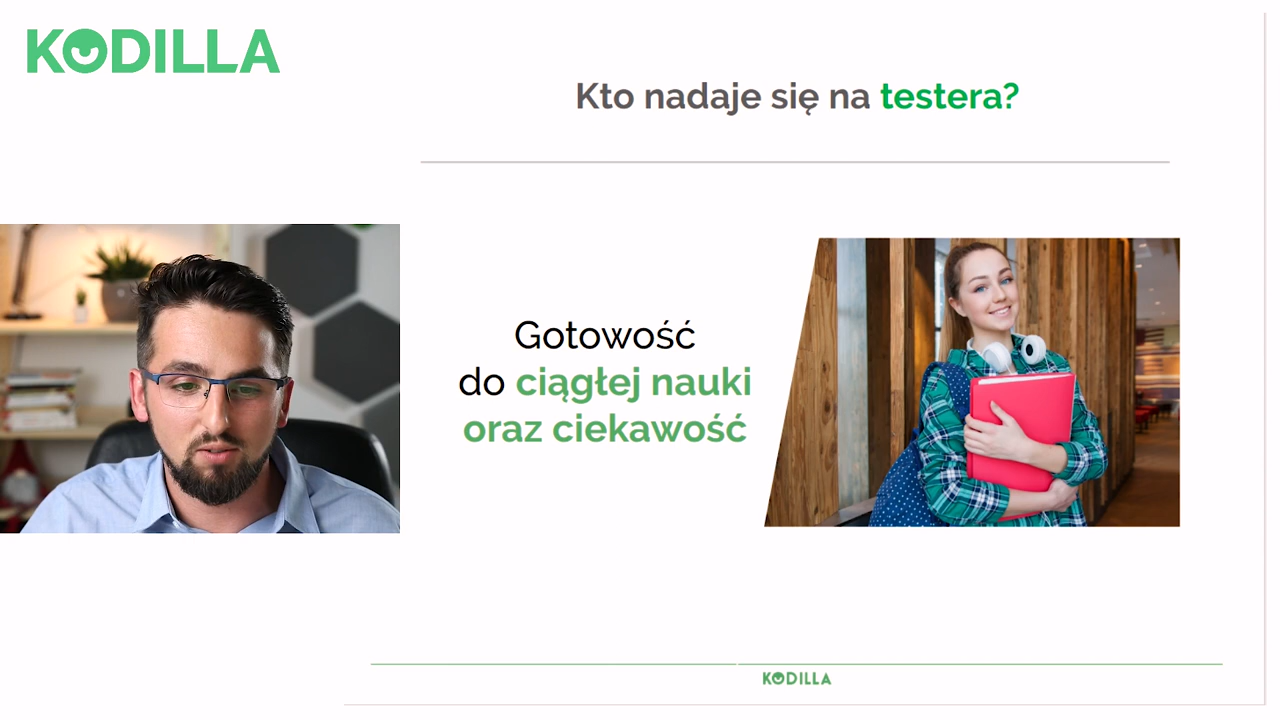 KODILLA
Kto nadaje się na testera?
Gotowość
do ciągłej nauki
oraz ciekawość
KODILLA